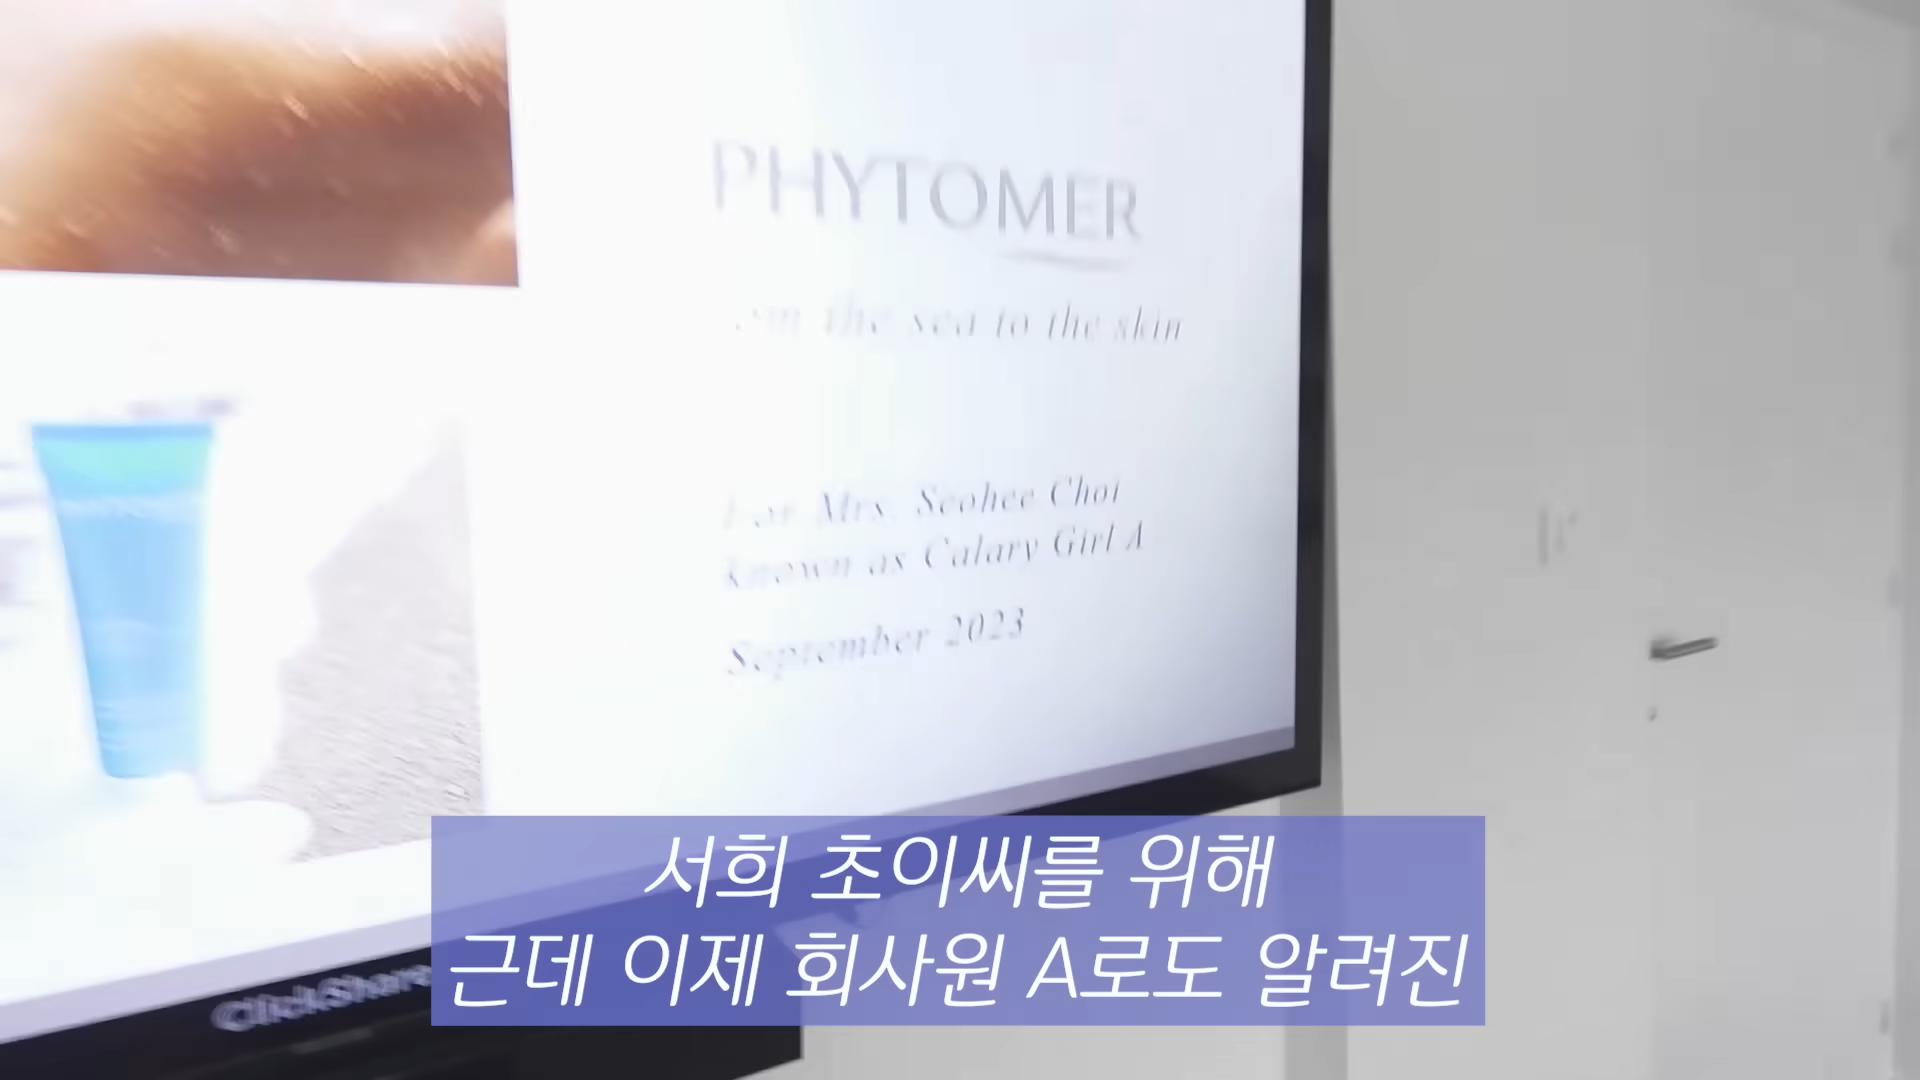 PHYTOMER
the sea to the skin
For Mrs. Seohee Choi
known as Calary Girl A
September 2023
ClickShare
서희 초이씨를 위해
근데 이제 회사원 A로도 알려진